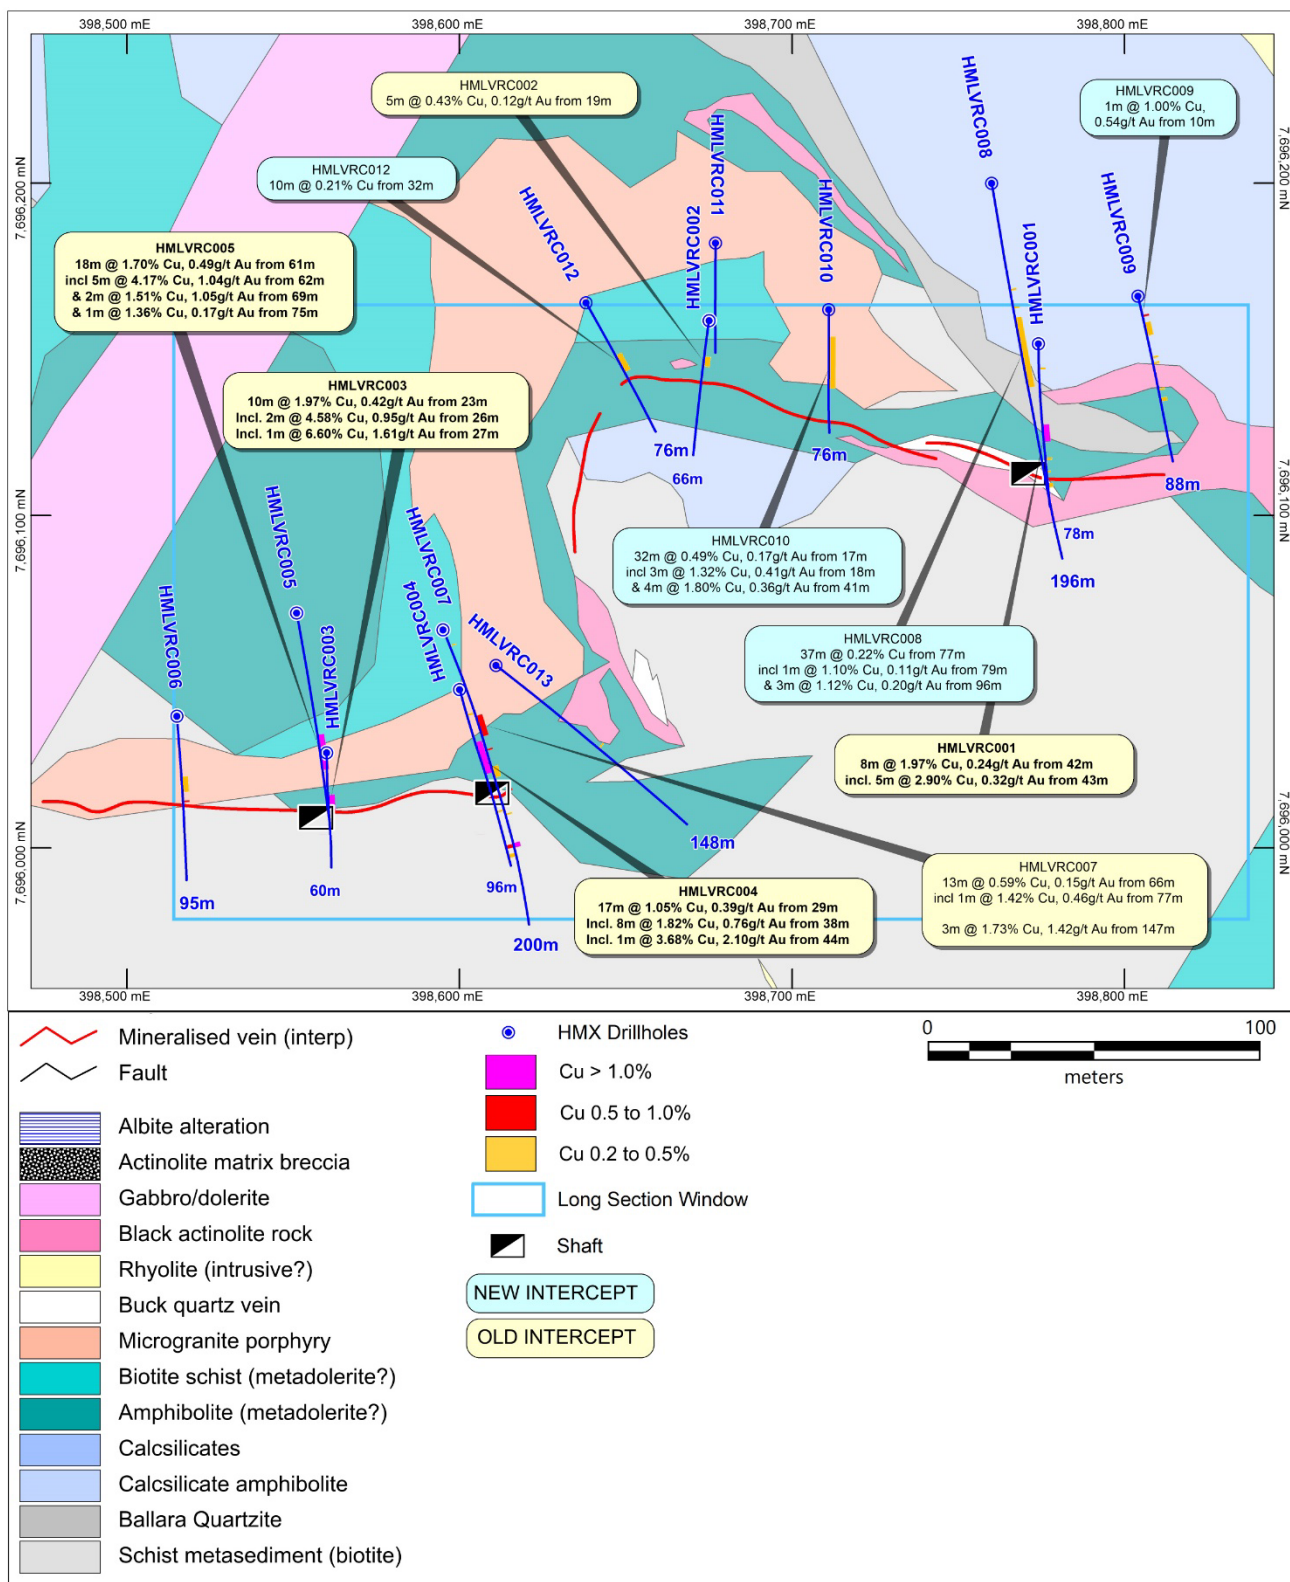 398,500 mE
398,600 mE
398,700 mE
398,800 mE
7,696,200 mN
7,696,100 mN
7,696,000 mN
7,696,200 mN
7,696,100 mN
7,696,000 mN
HMLVRC002
5m @ 0.43% Cu, 0.12g/t Au from 19m
HMLVRC009
1m @ 1.00% Cu,
0.54g/t Au from 10m
HMLVRC012
10m @ 0.21% Cu from 32m
HMLVRC005
18m @ 1.70% Cu, 0.49g/t Au from 61m
incl 5m @ 4.17% Cu, 1.04g/t Au from 62m
& 2m @ 1.51% Cu, 1.05g/t Au from 69m
& 1m @ 1.36% Cu, 0.17g/t Au from 75m
HMLVRC003
10m @ 1.97% Cu, 0.42g/t Au from 23m
Incl. 2m @ 4.58% Cu, 0.95g/t Au from 26m
Incl. 1m @ 6.60% Cu, 1.61g/t Au from 27m
HMLVRC012
HMLVRC002
HMLVRC011
HMLVRC010
HMLVRC008
HMLVRC001
HMLVRC009
76m
66m
76m
88m
78m
196m
HMLVRC010
32m @ 0.49% Cu, 0.17g/t Au from 17m
incl 3m @ 1.32% Cu, 0.41g/t Au from 18m
& 4m @ 1.80% Cu, 0.36g/t Au from 41m
HMLVRC008
37m @ 0.22% Cu from 77m
incl 1m @ 1.10% Cu, 0.11g/t Au from 79m
& 3m @ 1.12% Cu, 0.20g/t Au from 96m
HMLVRC001
8m @ 1.97% Cu, 0.24g/t Au from 42m
incl. 5m @ 2.90% Cu, 0.32g/t Au from 43m
HMLVRC006
HMLVRC005
HMLVRC003
HMLVRC007
HMLVRC004
HMLVRC013
95m
60m
96m
200m
148m
HMLVRC004
17m @ 1.05% Cu, 0.39g/t Au from 29m
Incl. 8m @ 1.82% Cu, 0.76g/t Au from 38m
Incl. 1m @ 3.68% Cu, 2.10g/t Au from 44m
HMLVRC007
13m @ 0.59% Cu, 0.15g/t Au from 66m
incl 1m @ 1.42% Cu, 0.46g/t Au from 77m
3m @ 1.73% Cu, 1.42g/t Au from 147m
398,500 mE
398,600 mE
398,700 mE
398,800 mE
Mineralised vein (interp)
Fault
Albite alteration
Actinolite matrix breccia
Gabbro/dolerite
Black actinolite rock
Rhyolite (intrusive?)
Buck quartz vein
Microgranite porphyry
Biotite schist (metadolerite?)
Amphibolite (metadolerite?)
Calcsilicates
Calcsilicate amphibolite
Ballara Quartzite
Schist metasediment (biotite)
HMX Drillholes
Cu > 1.0%
Cu 0.5 to 1.0%
Cu 0.2 to 0.5%
Long Section Window
Shaft
NEW INTERCEPT
OLD INTERCEPT
0
100
meters